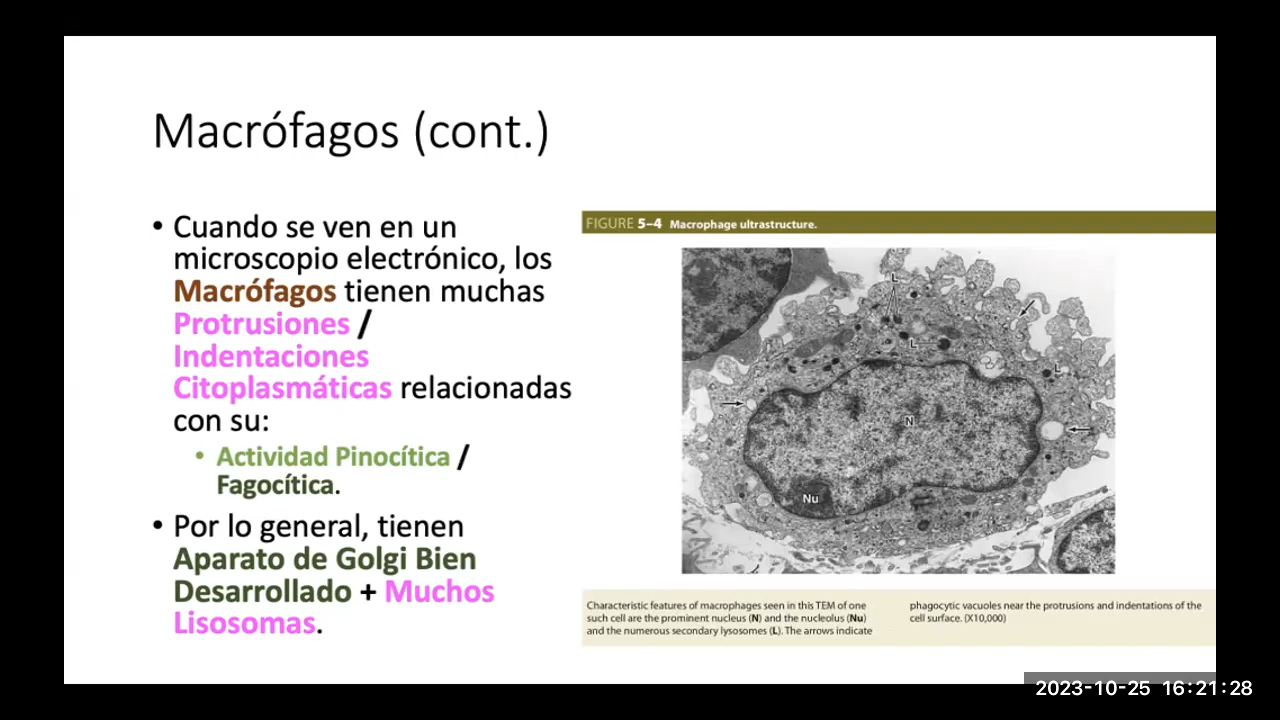 Macrófagos (cont.)
• Cuando se ven en un
microscopio electrónico, los
Macrófagos tienen muchas
Protrusiones /
Indentaciones
Citoplasmáticas relacionadas
con su:
• Actividad Pinocítica /
Fagocítica.
• Por lo general, tienen
Aparato de Golgi Bien
Desarrollado + Muchos
Lisosomas.
FIGURE 5–4 Macrophage ultrastructure.
L
L
L
N
Nu
Characteristic features of macrophages seen in this TEM of one
such cell are the prominent nucleus (N) and the nucleolus (Nu)
and the numerous secondary lysosomes (L). The arrows indicate
phagocytic vacuoles near the protrusions and indentations of the
cell surface. (X10,000)
2023-10-25 16:21:28